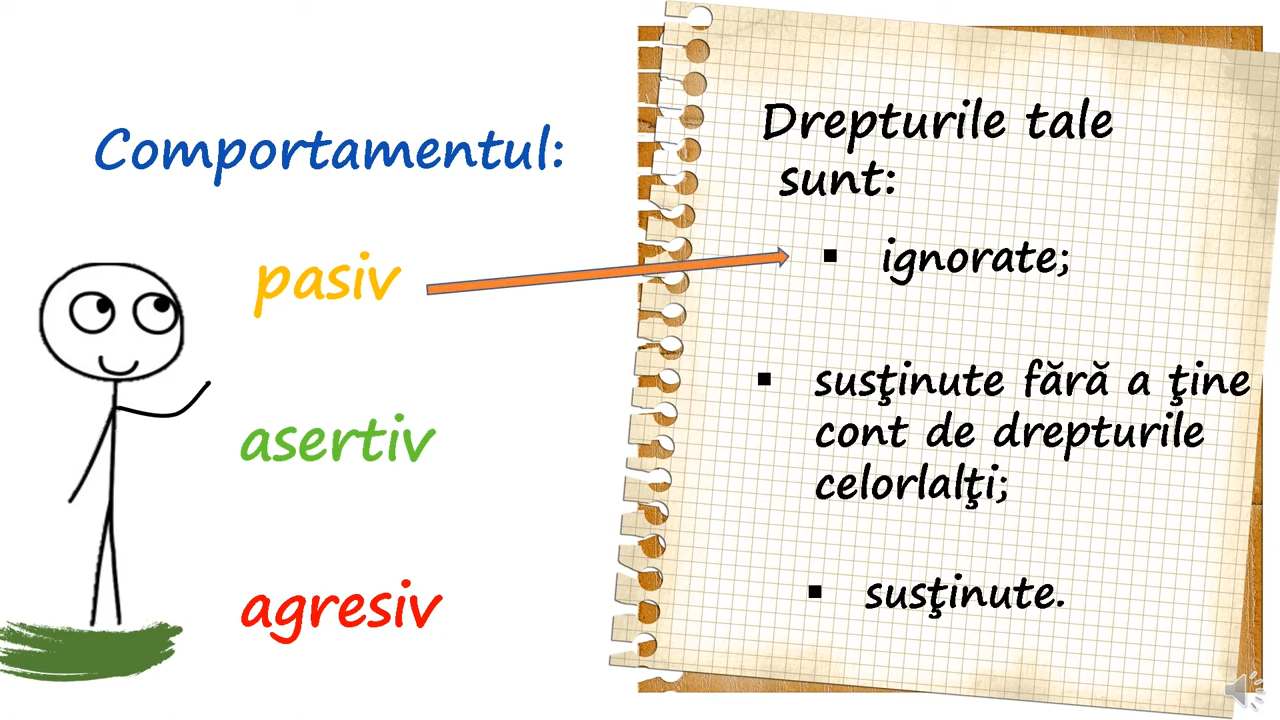 Comportamentul:
pasiv
asertiv
agresiv
Drepturile tale
sunt:
▪ ignorate;
▪ susţinute fără a ţine
cont de drepturile
celorlalţi;
▪ susţinute.